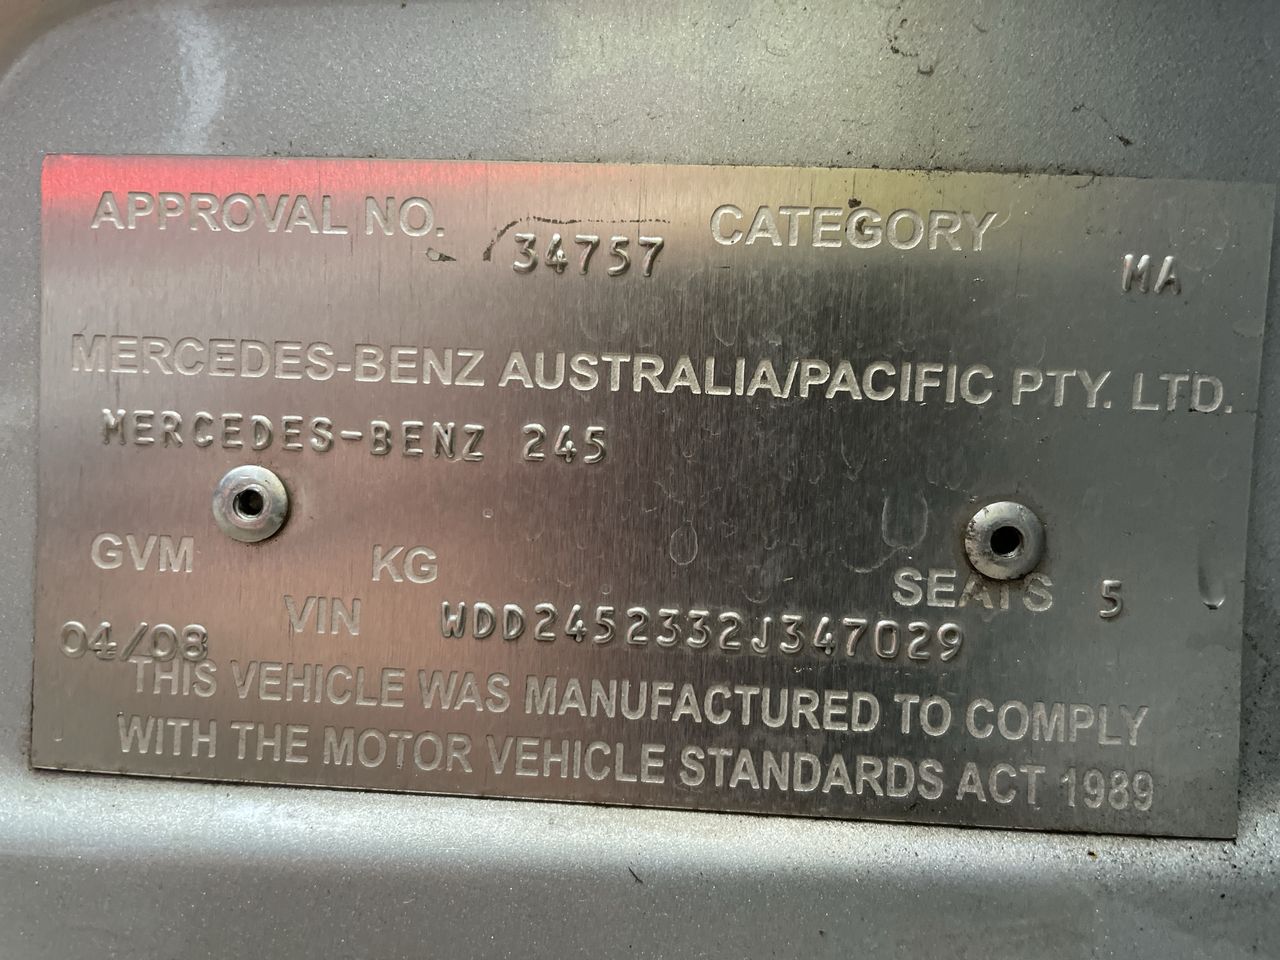 APPROVAL NO. 34757 CATEGORY MA
MERCEDES-BENZ AUSTRALIA/PACIFIC PTY. LTD.
MERCEDES-BENZ 245
GVM KG SEATS 5
04/08 VIN WDD2452332J347029
THIS VEHICLE WAS MANUFACTURED TO COMPLY
WITH THE MOTOR VEHICLE STANDARDS ACT 1989